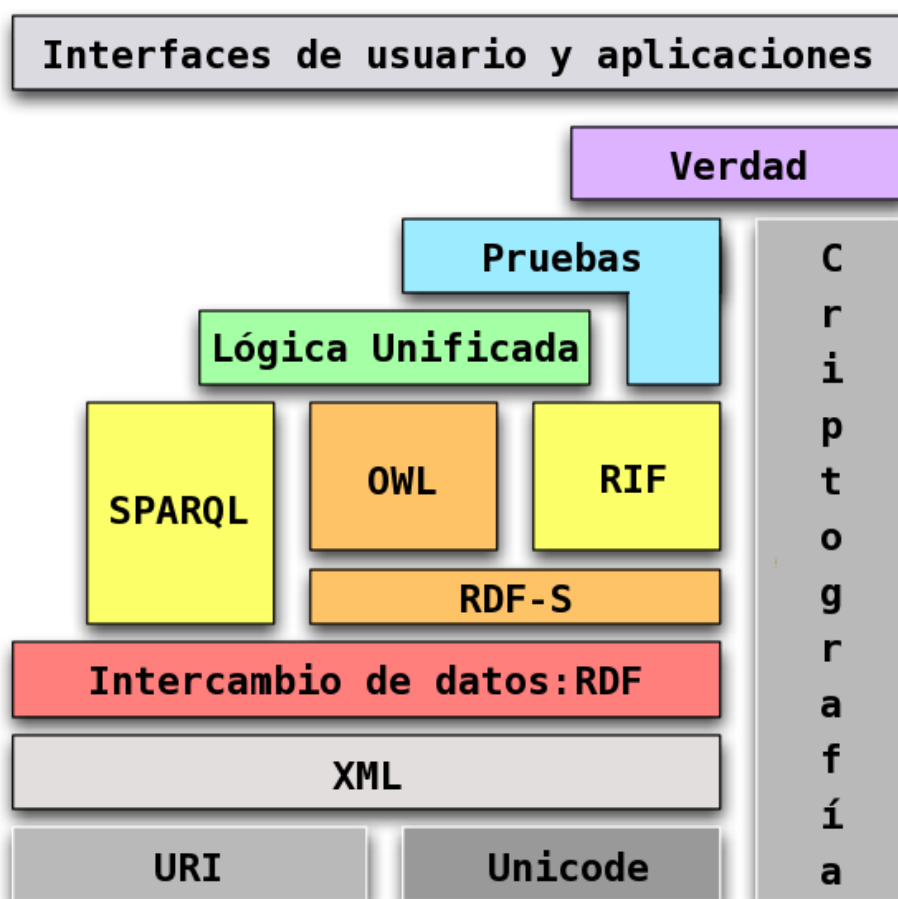 Interfaces de usuario y aplicaciones
Verdad
Pruebas
Lógica Unificada
SPARQL
OWL
RIF
RDF-S
Intercambio de datos:RDF
XML
URI
Unicode
Criptografía